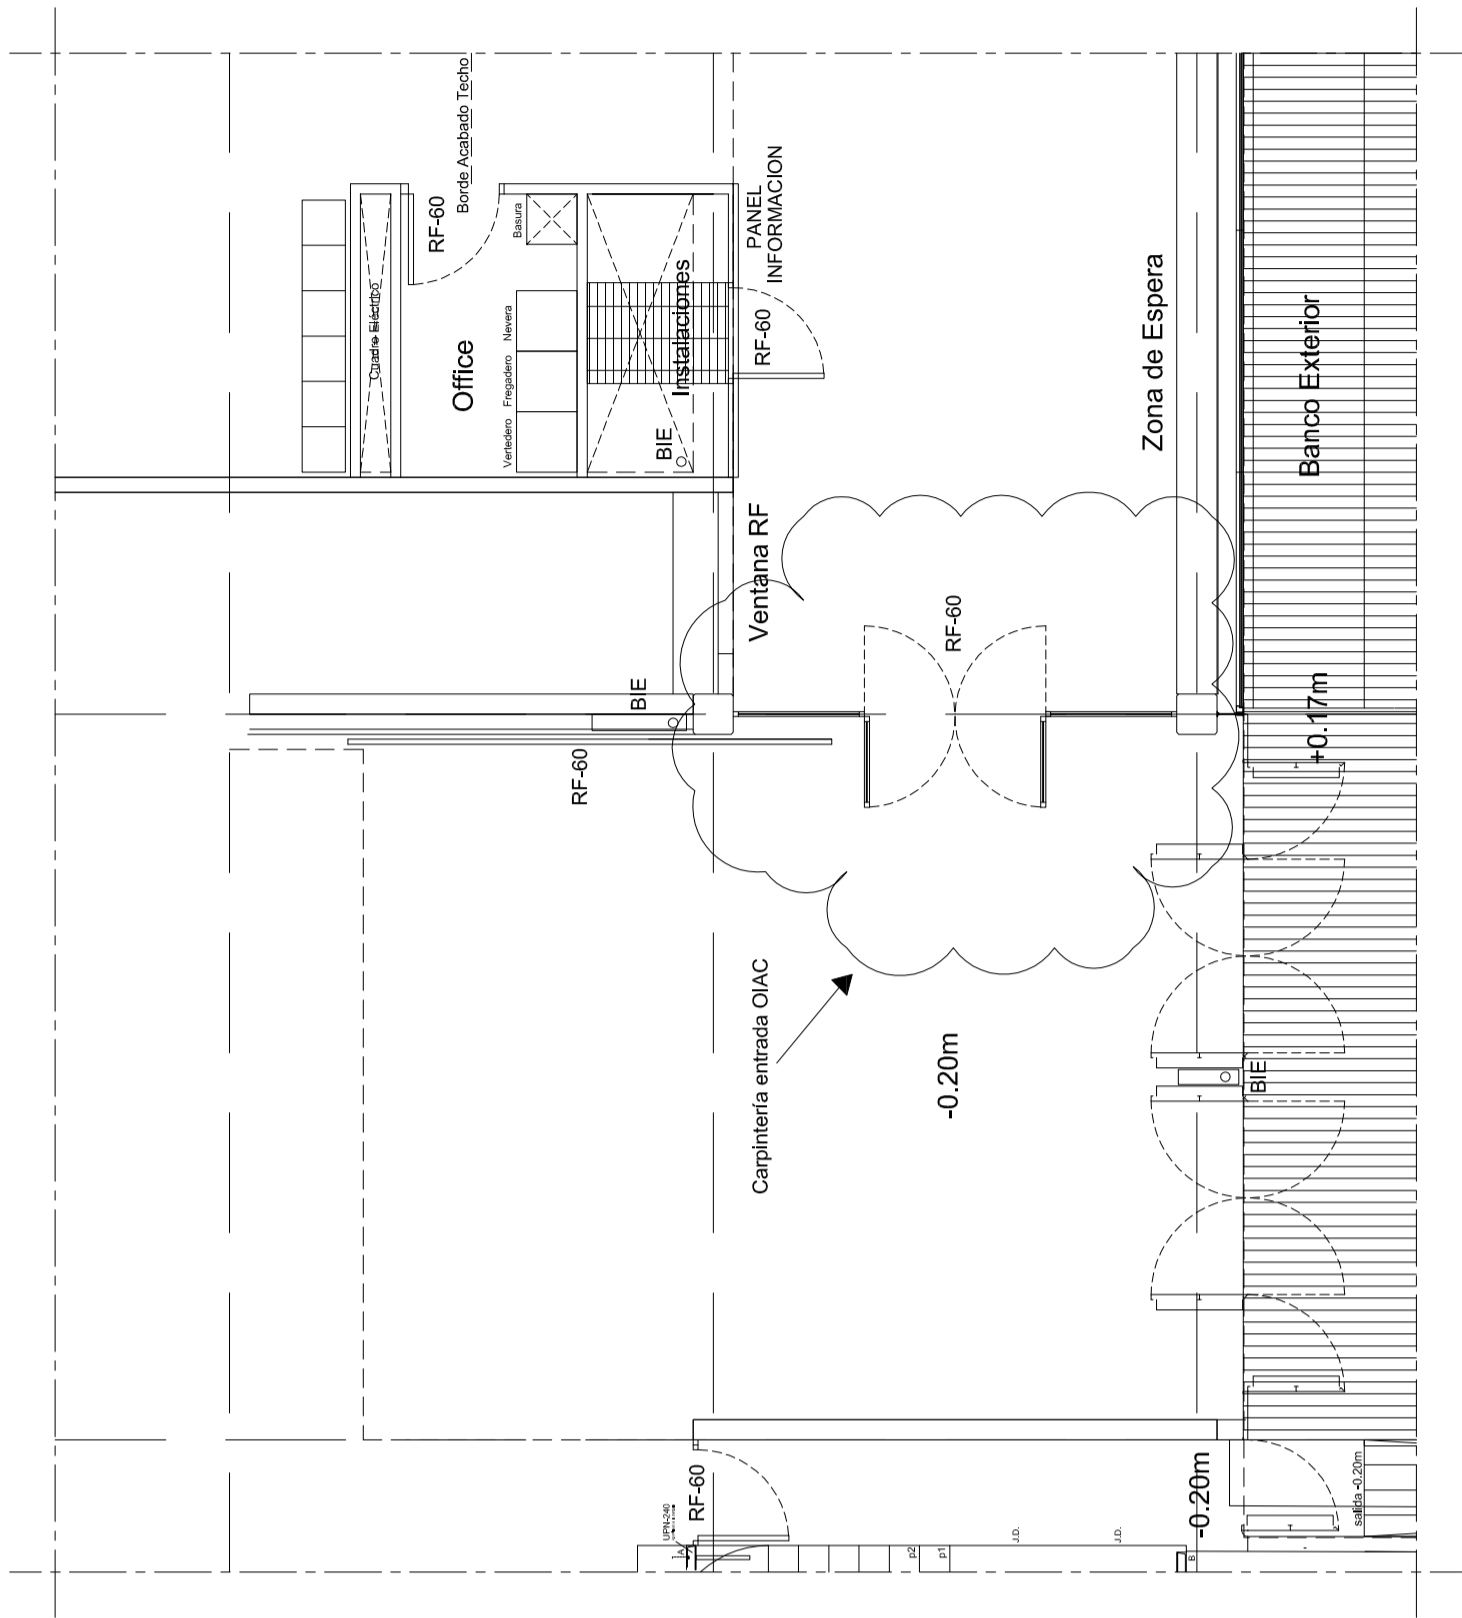 Borde Acabado Techo
RF-60
Basura
PANEL
INFORMACION
Cuadro Eléctrico
Office
Vertedero
Fregadero
Nevera
Instalaciones
RF-60
BIE
Zona de Espera
Banco Exterior
Ventana RF
RF-60
BIE
RF-60
+0.17m
Carpintería entrada OIAC
-0.20m
BIE
RF-60
UPN-240
A
p2
p1
J.D.
J.D.
B
-0.20m
salida -0.20m